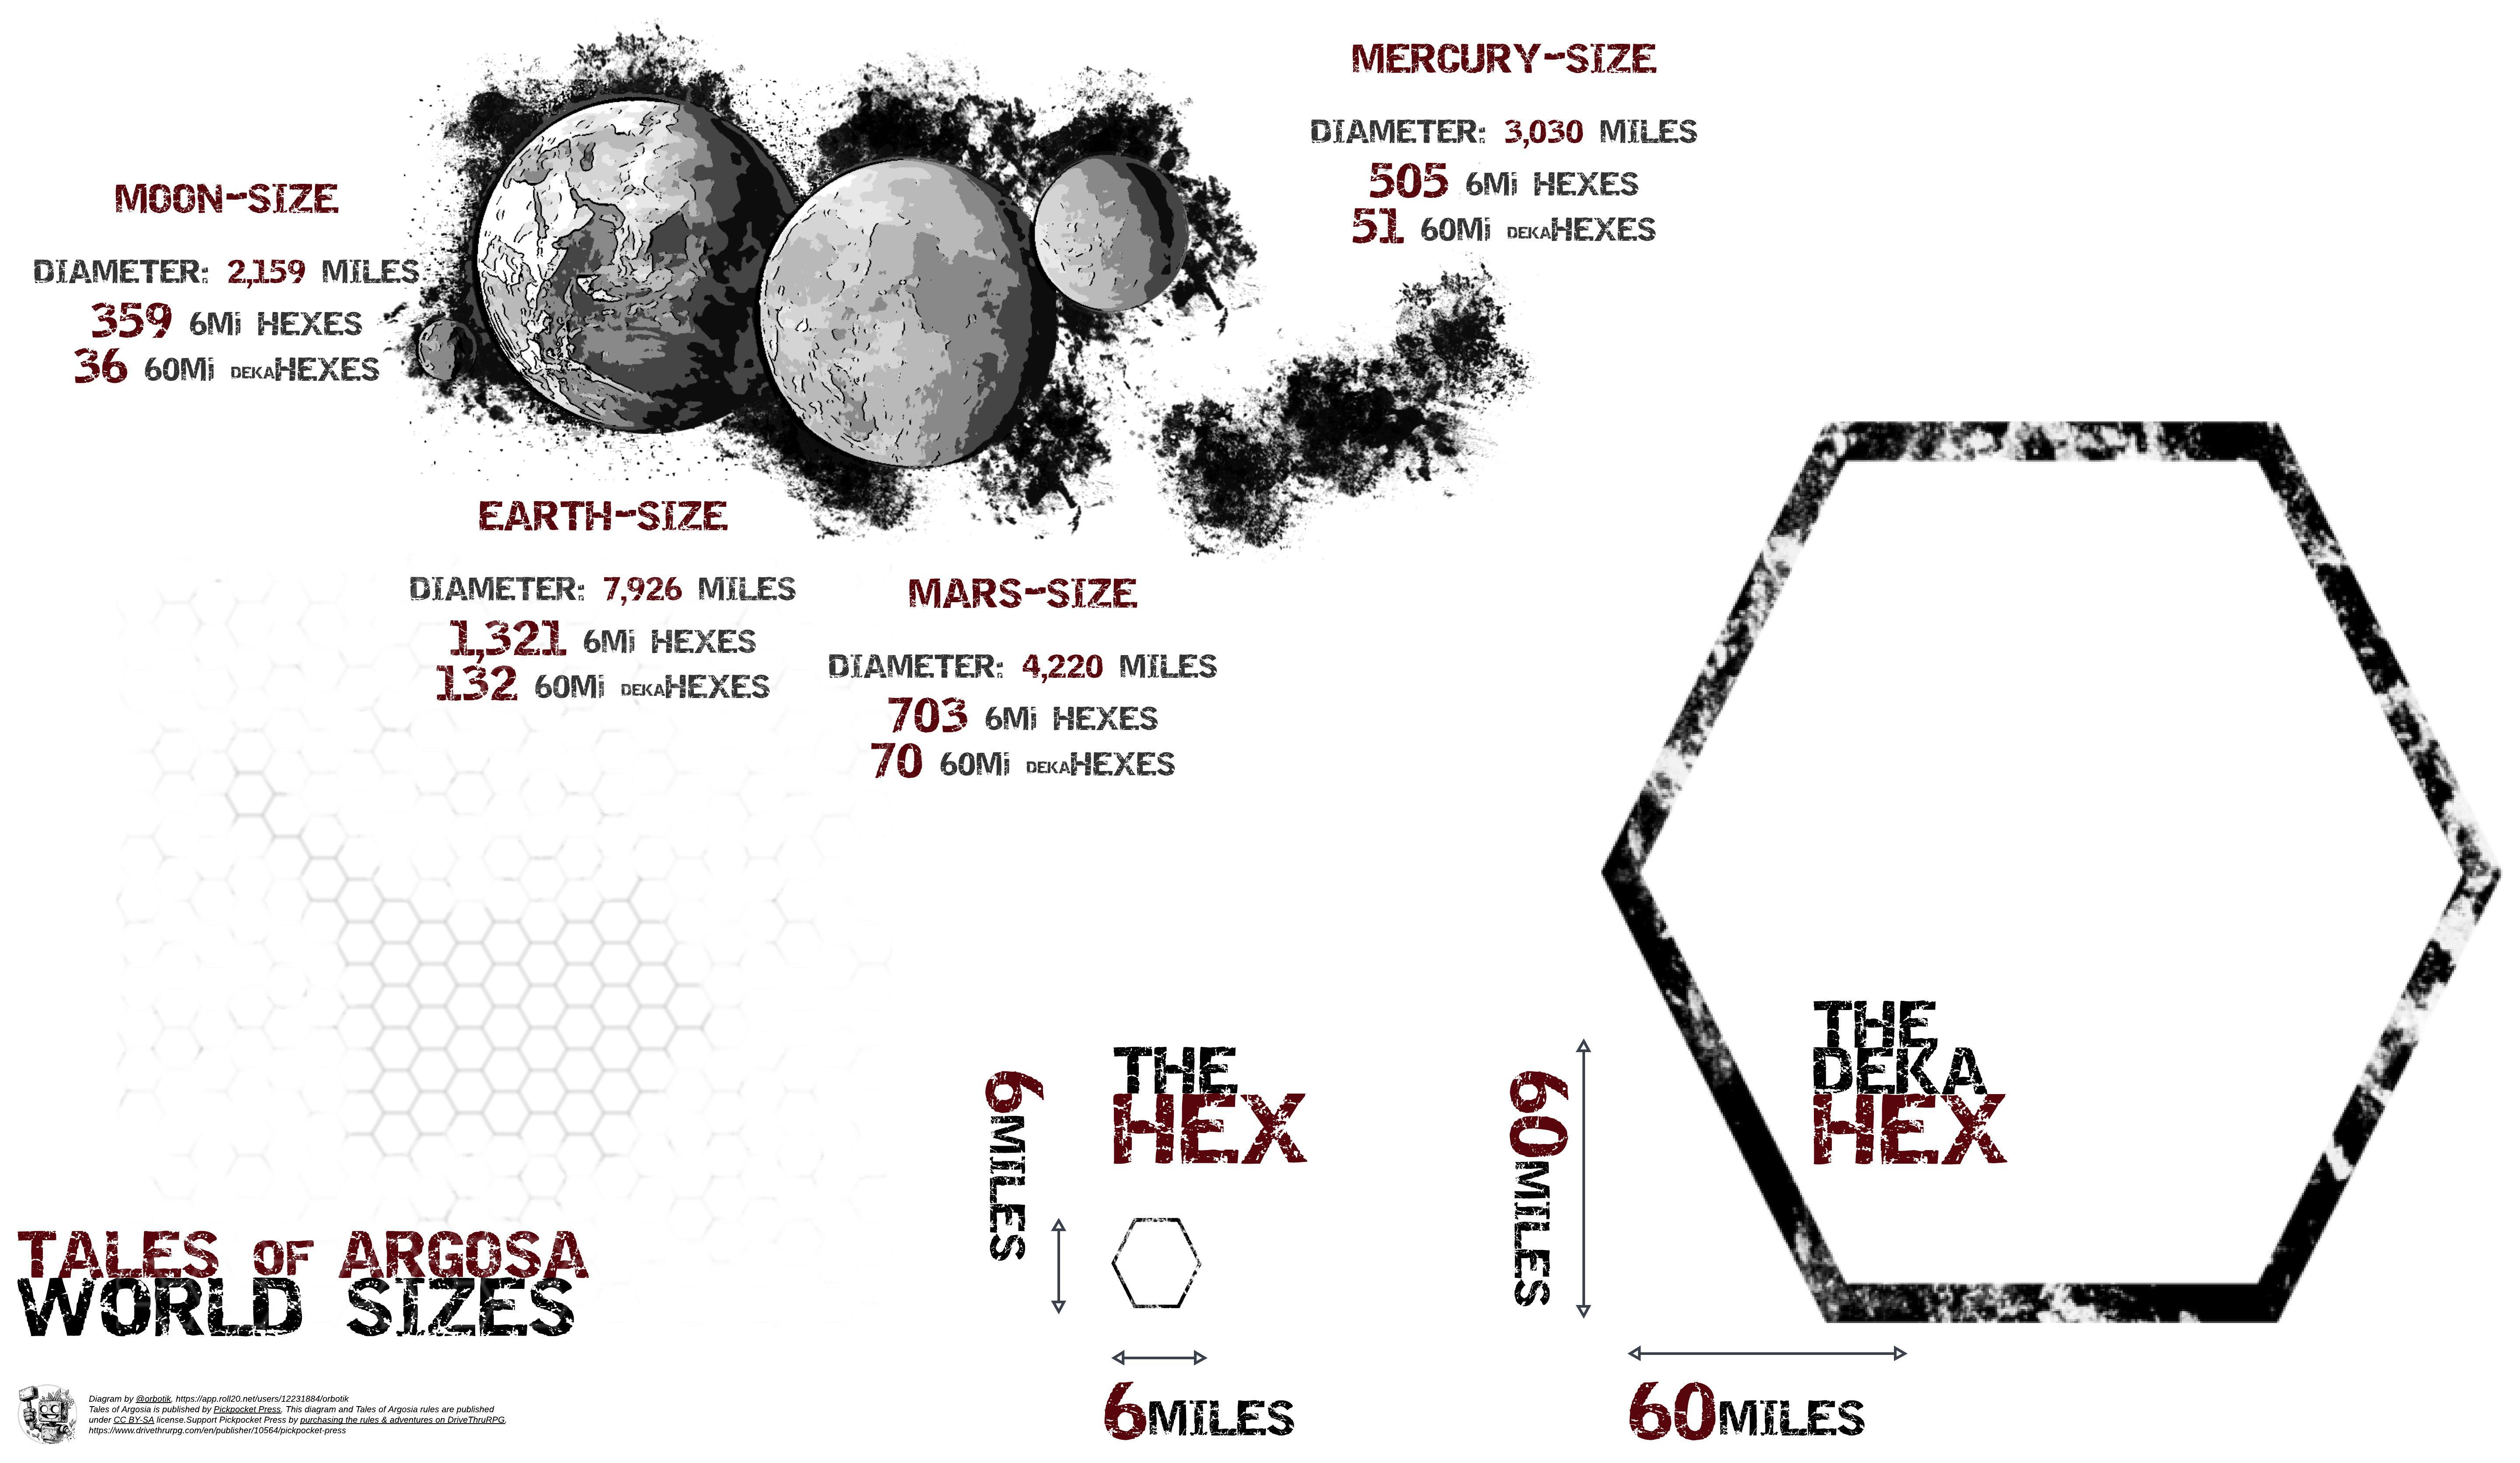 MERCURY-SIZE
DIAMETER: 3,030 MILES
505 6Mi HEXES
51 60Mi DEKAHEXES
MOON-SIZE
DIAMETER: 2,159 MILES
359 6Mi HEXES
36 60Mi DEKAHEXES
EARTH-SIZE
DIAMETER: 7,926 MILES
1,321 6Mi HEXES
132 60Mi DEKAHEXES
MARS-SIZE
DIAMETER: 4,220 MILES
703 6Mi HEXES
70 60Mi DEKAHEXES
THE
HEX
6MILES
6MILES
THE
DEKA
HEX
60MILES
60MILES
TALES OF ARGOSA
WORLD SIZES
Diagram by @orbotik, https://app.roll20.net/users/12231884/orbotik
Tales of Argosia is published by Pickpocket Press, This diagram and Tales of Argosia rules are published
under CC BY-SA license.Support Pickpocket Press by purchasing the rules & adventures on DriveThruRPG,
https://www.drivethrurpg.com/en/publisher/10564/pickpocket-press